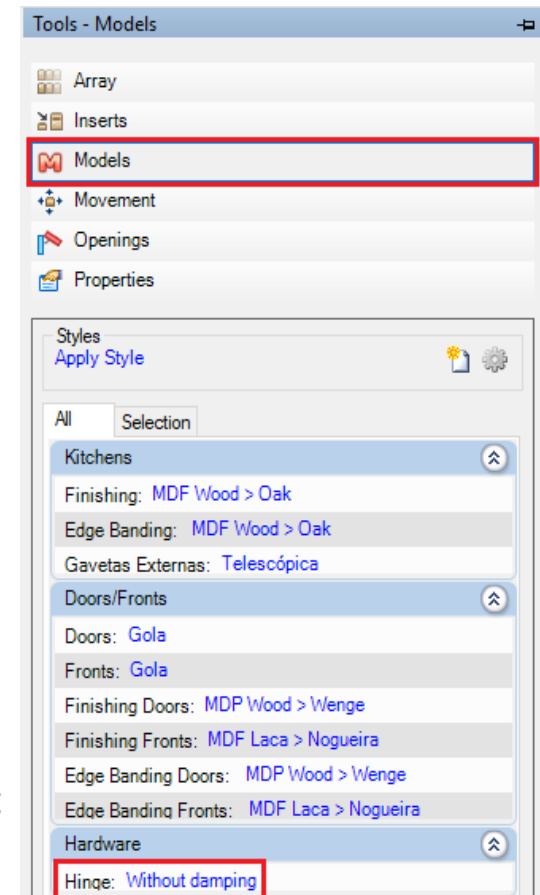 Tools - Models
Array
Inserts
Models
Movement
Openings
Properties
Styles
Apply Style
All Selection
Kitchens
Finishing: MDF Wood > Oak
Edge Banding: MDF Wood > Oak
Gavetas Externas: Telescópica
Doors/Fronts
Doors: Gola
Fronts: Gola
Finishing Doors: MDP Wood > Wenge
Finishing Fronts: MDF Laca > Nogueira
Edge Banding Doors: MDP Wood > Wenge
Edge Banding Fronts: MDF Laca > Nogueira
Hardware
Hinge: Without damping